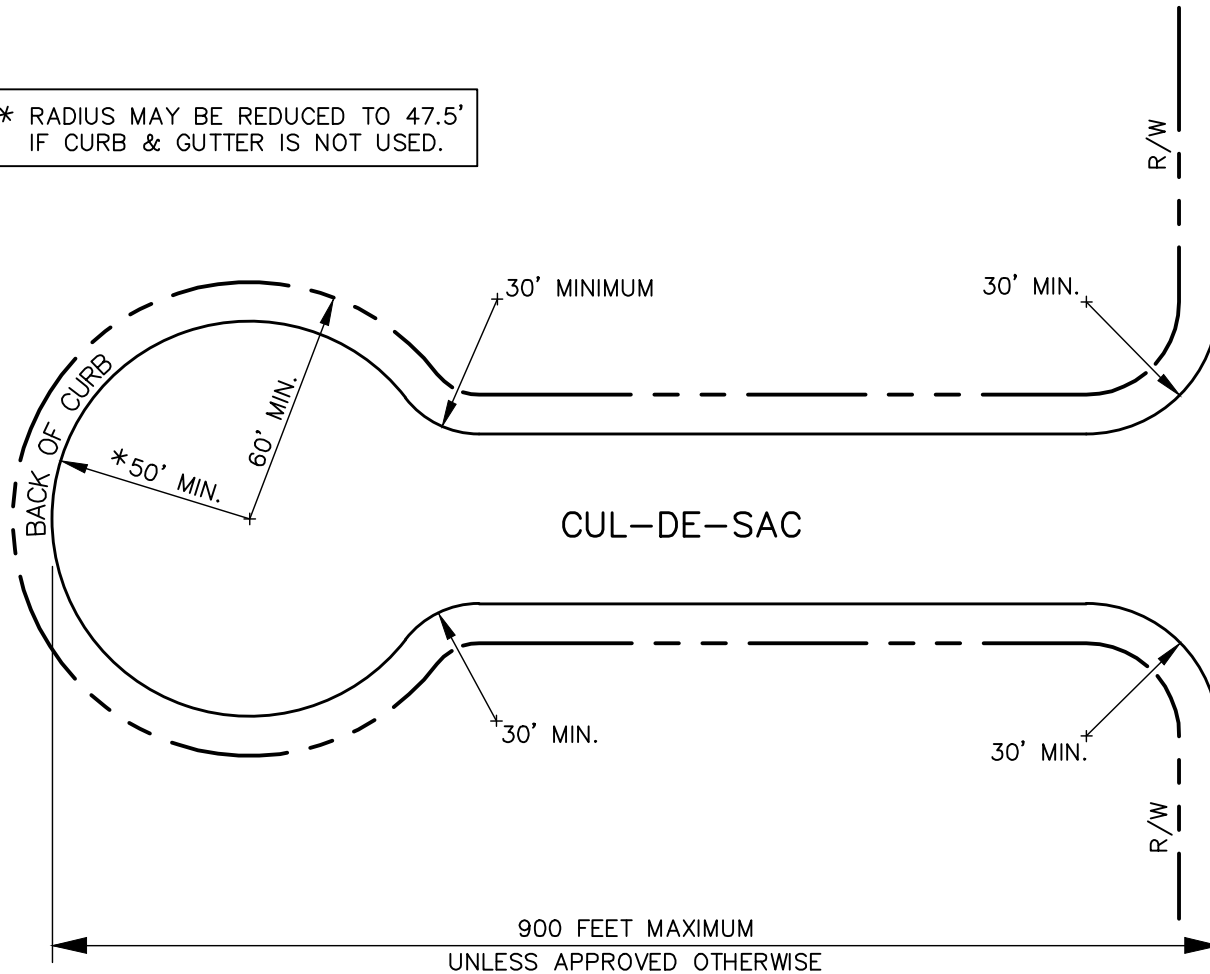 * RADIUS MAY BE REDUCED TO 47.5'
IF CURB & GUTTER IS NOT USED.
R/W
30' MINIMUM
30' MIN.
BACK OF CURB
60' MIN.
*50' MIN.
CUL-DE-SAC
30' MIN.
30' MIN.
R/W
900 FEET MAXIMUM
UNLESS APPROVED OTHERWISE